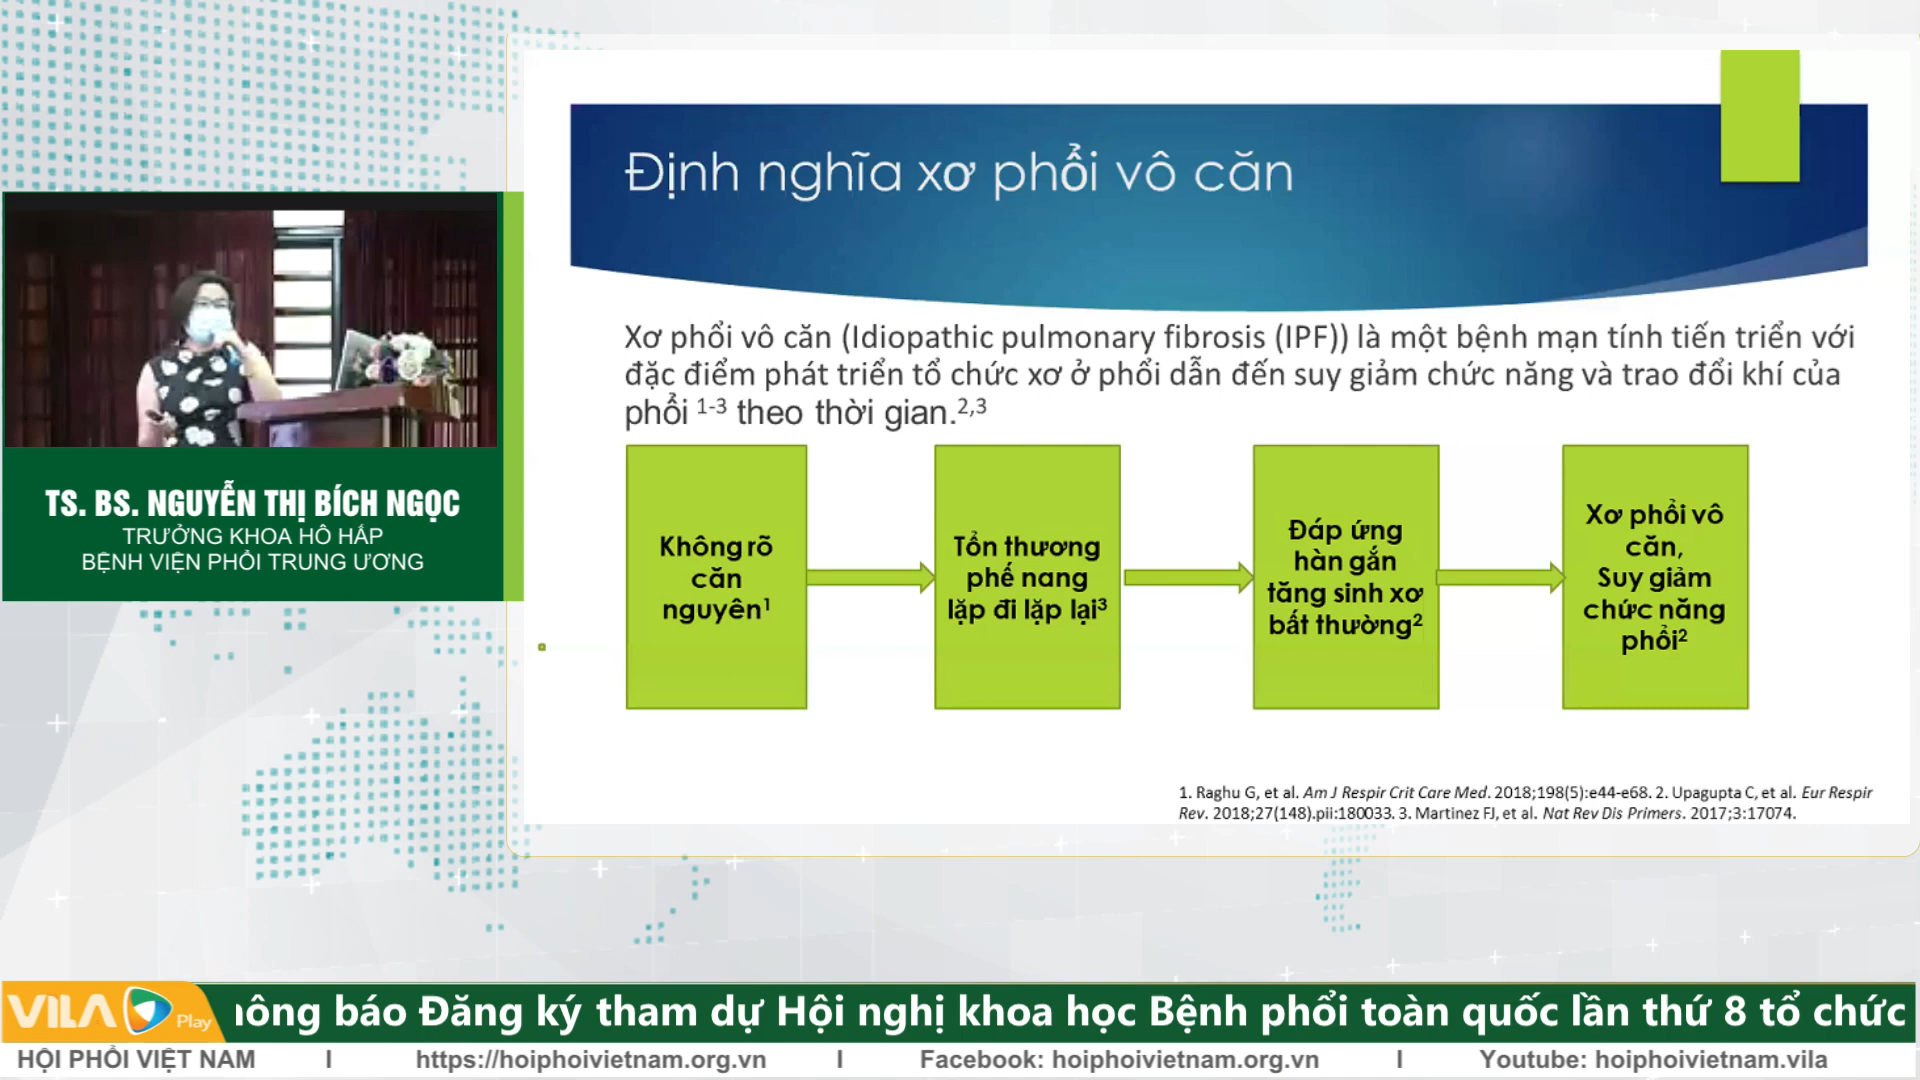 Định nghĩa xơ phổi vô căn
Xơ phổi vô căn (Idiopathic pulmonary fibrosis (IPF)) là một bệnh mạn tính tiến triển với
đặc điểm phát triển tổ chức xơ ở phổi dẫn đến suy giảm chức năng và trao đổi khí của
phổi 1-3 theo thời gian.2,3
Không rõ
căn
nguyên1
Tổn thương
phế nang
lặp đi lặp lại3
Đáp ứng
hàn gắn
tăng sinh xơ
bất thường2
Xơ phổi vô
căn,
Suy giảm
chức năng
phổi2
1. Raghu G, et al. Am J Respir Crit Care Med. 2018;198(5):e44-e68. 2. Upagupta C, et al. Eur Respir
Rev. 2018;27(148).pii:180033. 3. Martinez FJ, et al. Nat Rev Dis Primers. 2017;3:17074.
TS. BS. NGUYỄN THỊ BÍCH NGỌC
TRƯỞNG KHOA HÔ HẤP
BỆNH VIỆN PHỔI TRUNG ƯƠNG
VILA Play
báo Đăng ký tham dự Hội nghị khoa học Bệnh phổi toàn quốc lần thứ 8 tổ chức
HỘI PHỔI VIỆT NAM I https://hoiphoivietnam.org.vn I Facebook: hoiphoivietnam.org.vn I Youtube: hoiphoivietnam.vila